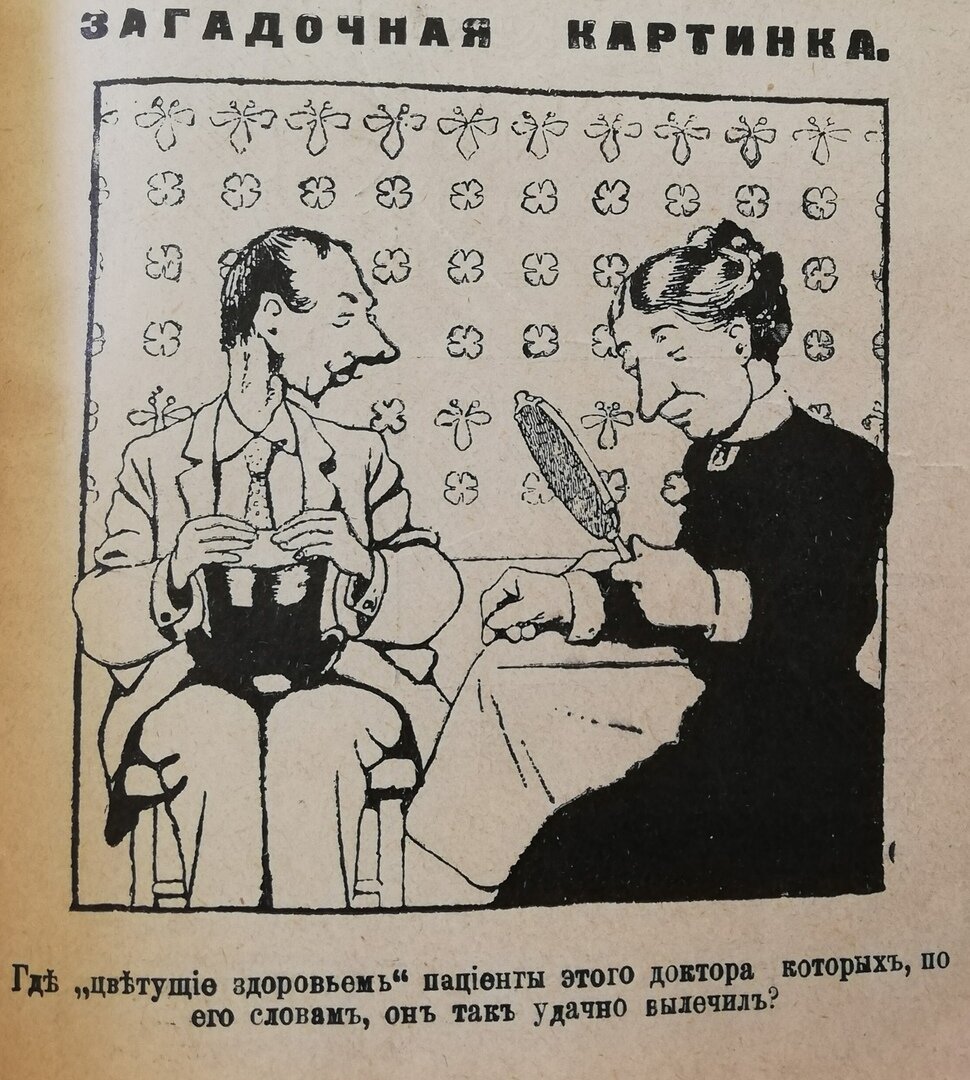 ЗАГАДОЧНАЯ КАРТИНКА.
Гдѣ „цвѣтущіе здоровьемъ“ паціенты этого доктора которыхъ, по
его словамъ, онъ такъ удачно вылечилъ?